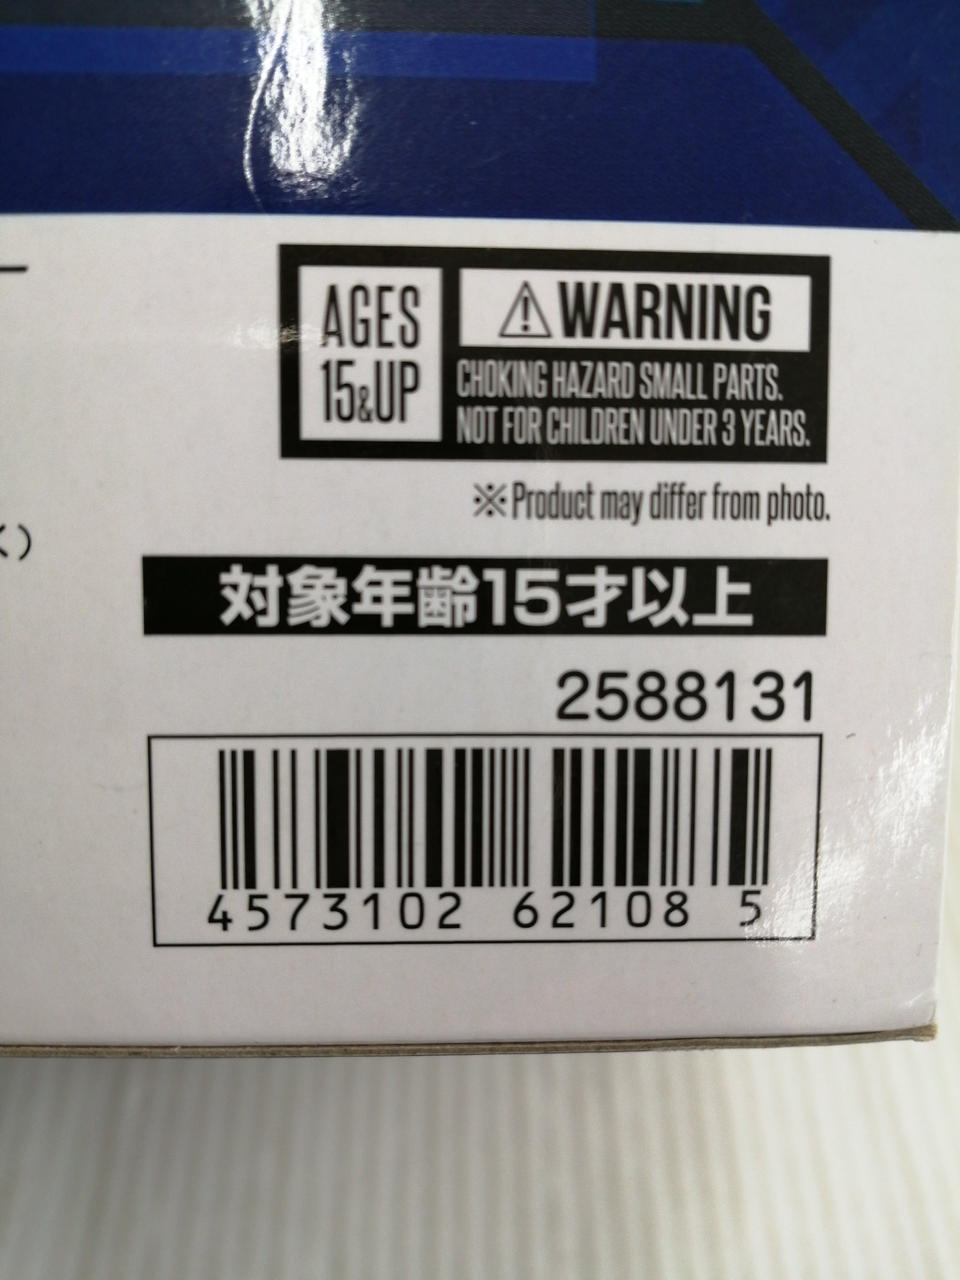 AGES
15&UP
⚠WARNING
CHOKING HAZARD SMALL PARTS.
NOT FOR CHILDREN UNDER 3 YEARS.
※Product may differ from photo.
対象年齢15才以上
2588131
4573102 62108 5